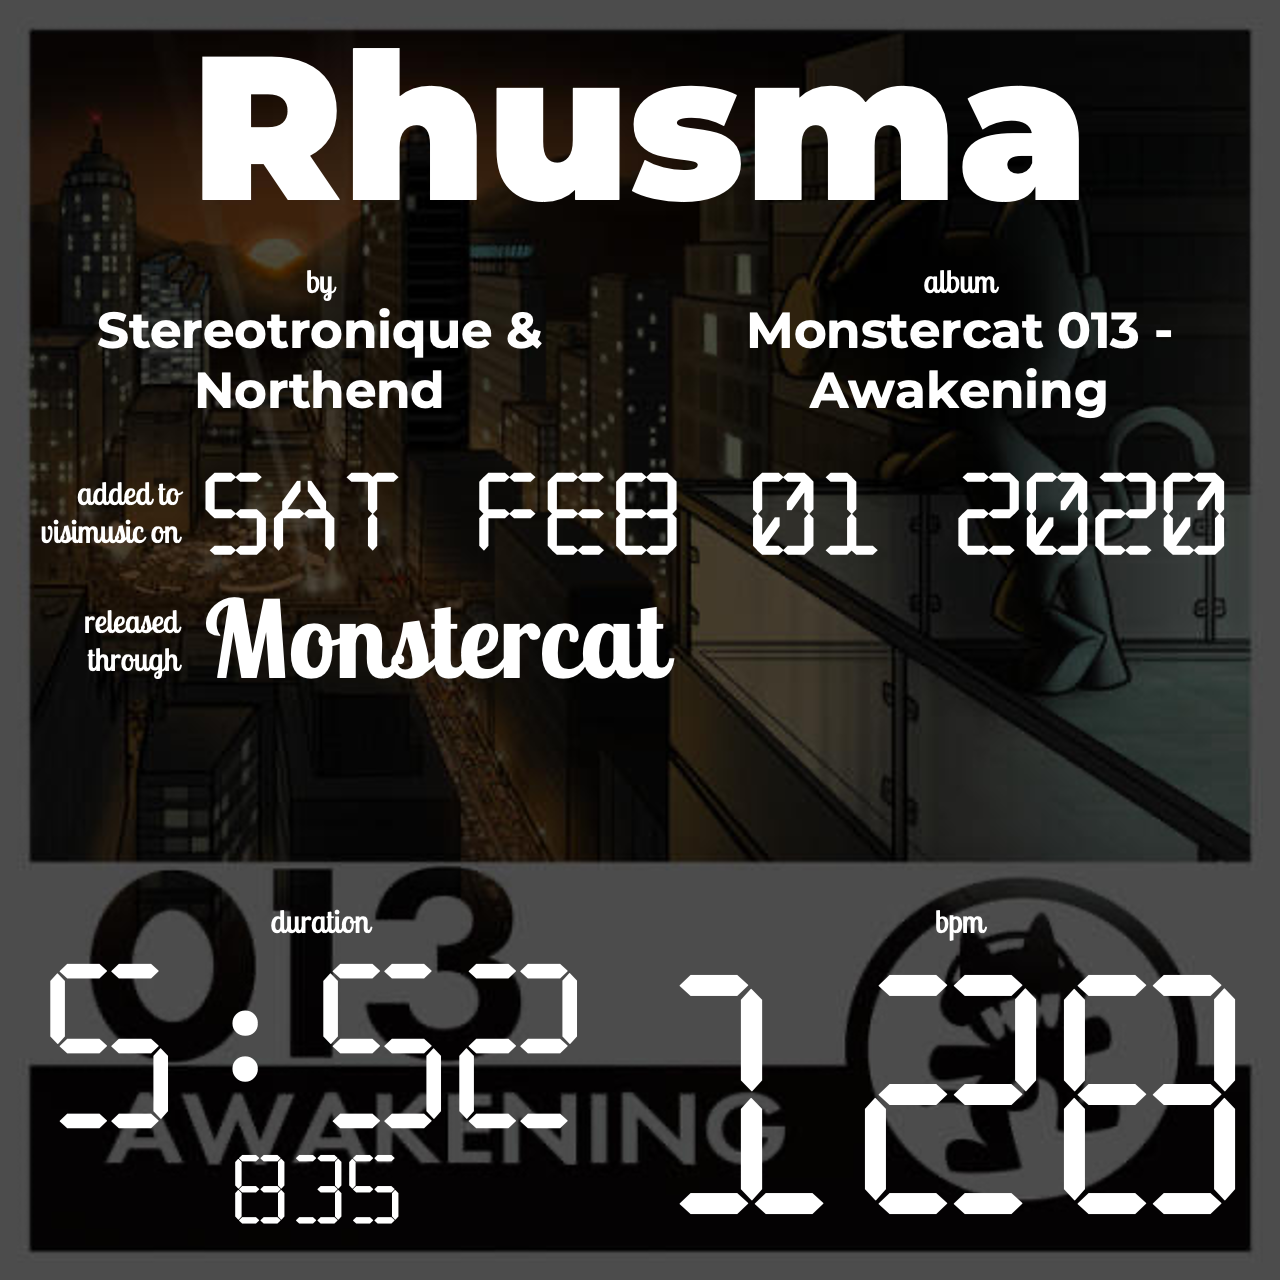 Rhusma
by
Stereotronique &
Northend
album
Monstercat 013 -
Awakening
added to
visimusic on
SAT FEB 01 2020
released
through
Monstercat
013
AWAKENING
duration
5:52
835
bpm
128